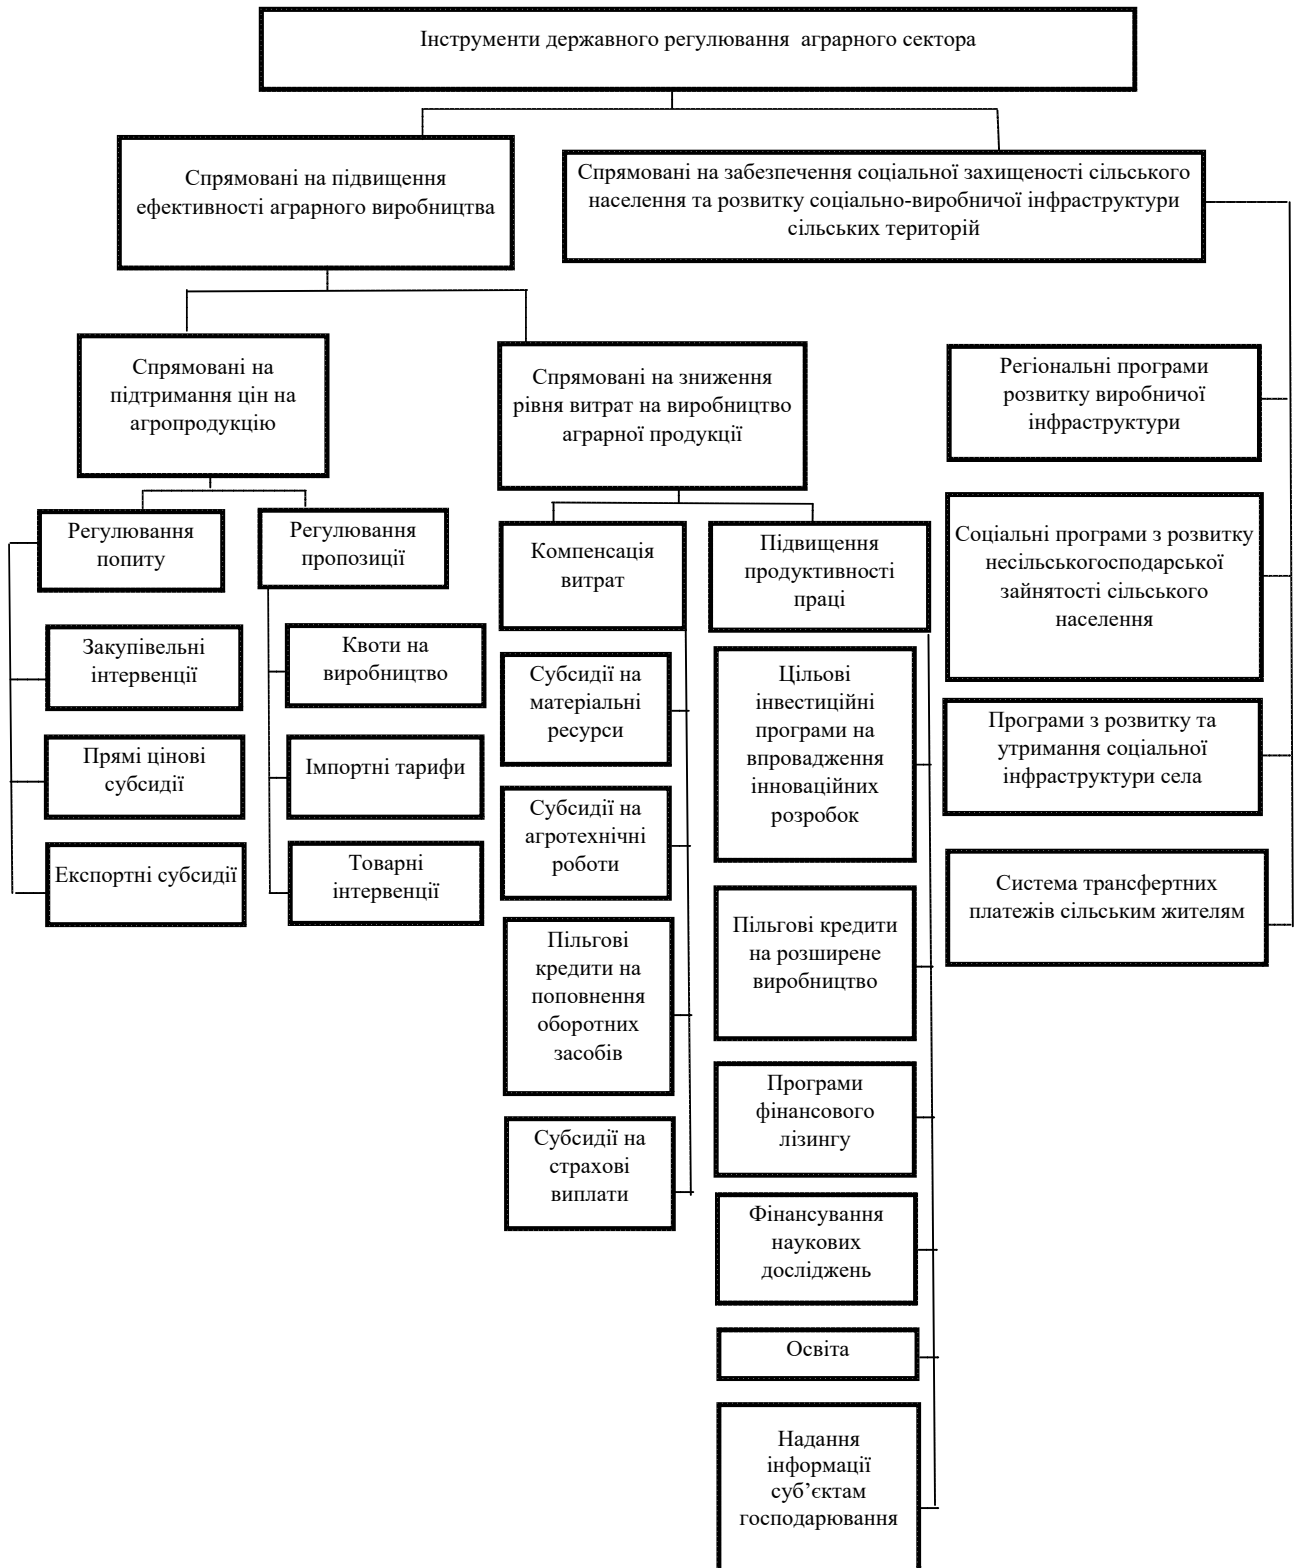 Інструменти державного регулювання аграрного сектора
Спрямовані на підвищення
ефективності аграрного виробництва
Спрямовані на забезпечення соціальної захищеності сільського
населення та розвитку соціально-виробничої інфраструктури
сільських територій
Спрямовані на
підтримання цін на
агропродукцію
Спрямовані на зниження
рівня витрат на виробництво
аграрної продукції
Регіональні програми
розвитку виробничої
інфраструктури
Регулювання
попиту
Регулювання
пропозиції
Компенсація
витрат
Підвищення
продуктивності
праці
Соціальні програми з розвитку
несільськогосподарської
зайнятості сільського
населення
Закупівельні
інтервенції
Квоти на
виробництво
Субсидії на
матеріальні
ресурси
Цільові
інвестиційні
програми на
впровадження
інноваційних
розробок
Програми з розвитку та
утримання соціальної
інфраструктури села
Прямі цінові
субсидії
Імпортні тарифи
Субсидії на
агротехнічні
роботи
Експортні субсидії
Товарні
інтервенції
Система трансфертних
платежів сільським жителям
Пільгові
кредити на
поповнення
оборотних
засобів
Пільгові кредити
на розширене
виробництво
Програми
фінансового
лізингу
Субсидії на
страхові
виплати
Фінансування
наукових
досліджень
Освіта
Надання
інформації
суб’єктам
господарювання